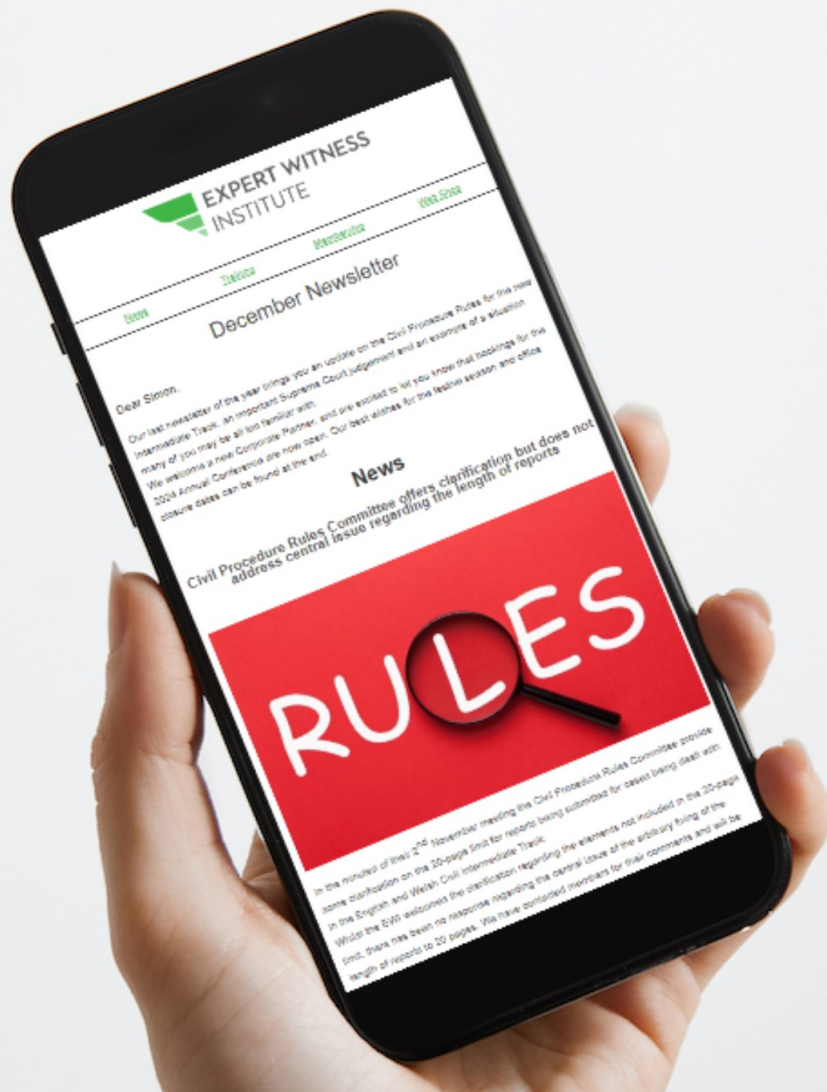 EXPERT WITNESS
INSTITUTE
News Training Membership Web Shop
December Newsletter
Dear Simon,
Our last newsletter of the year brings you an update on the Civil Procedure Rules for the new
Intermediate Track, an important Supreme Court judgement and an example of a situation
many of you may be all too familiar with.
We welcome a new Corporate Partner, and are excited to let you know that bookings for the
2024 Annual Conference are now open. Our best wishes for the festive season and office
closure dates can be found at the end.
News
Civil Procedure Rules Committee offers clarification but does not
address central issue regarding the length of reports
RULES
In the minutes of their 2nd November meeting the Civil Procedure Rules Committee provide
some clarification on the 20-page limit for reports being submitted for cases being dealt with
in the English and Welsh Civil Intermediate Track.
Whilst the EWI welcomes the clarification regarding the elements not included in the 20-page
limit, there has been no response regarding the central issue of the arbitrary fixing of the
length of reports to 20 pages. We have contacted members for their comments and will be